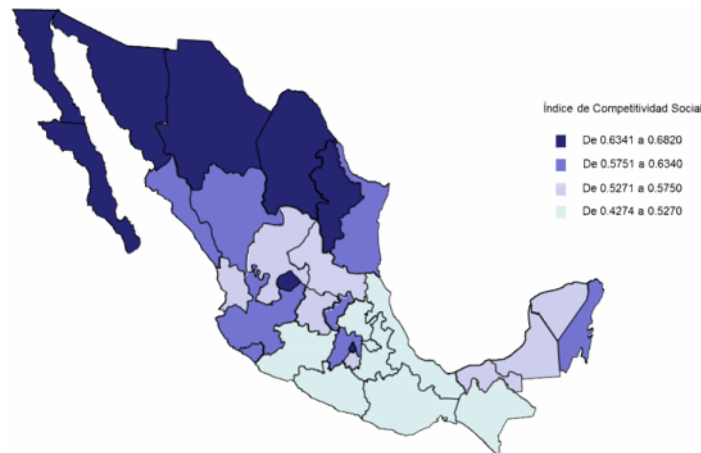 Índice de Competitividad Social
De 0.6341 a 0.6820
De 0.5751 a 0.6340
De 0.5271 a 0.5750
De 0.4274 a 0.5270